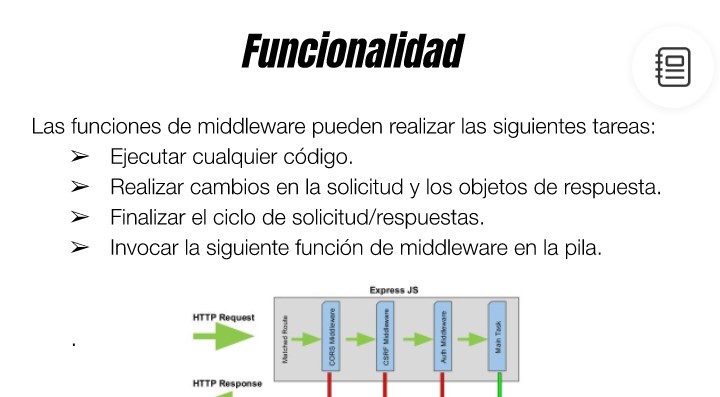 Funcionalidad
Las funciones de middleware pueden realizar las siguientes tareas:
➢ Ejecutar cualquier código.
➢ Realizar cambios en la solicitud y los objetos de respuesta.
➢ Finalizar el ciclo de solicitud/respuestas.
➢ Invocar la siguiente función de middleware en la pila.
.
Express JS
HTTP Request
Matched Route
CORS Middleware
CSRF Middleware
Auth Middleware
Main Task
HTTP Response